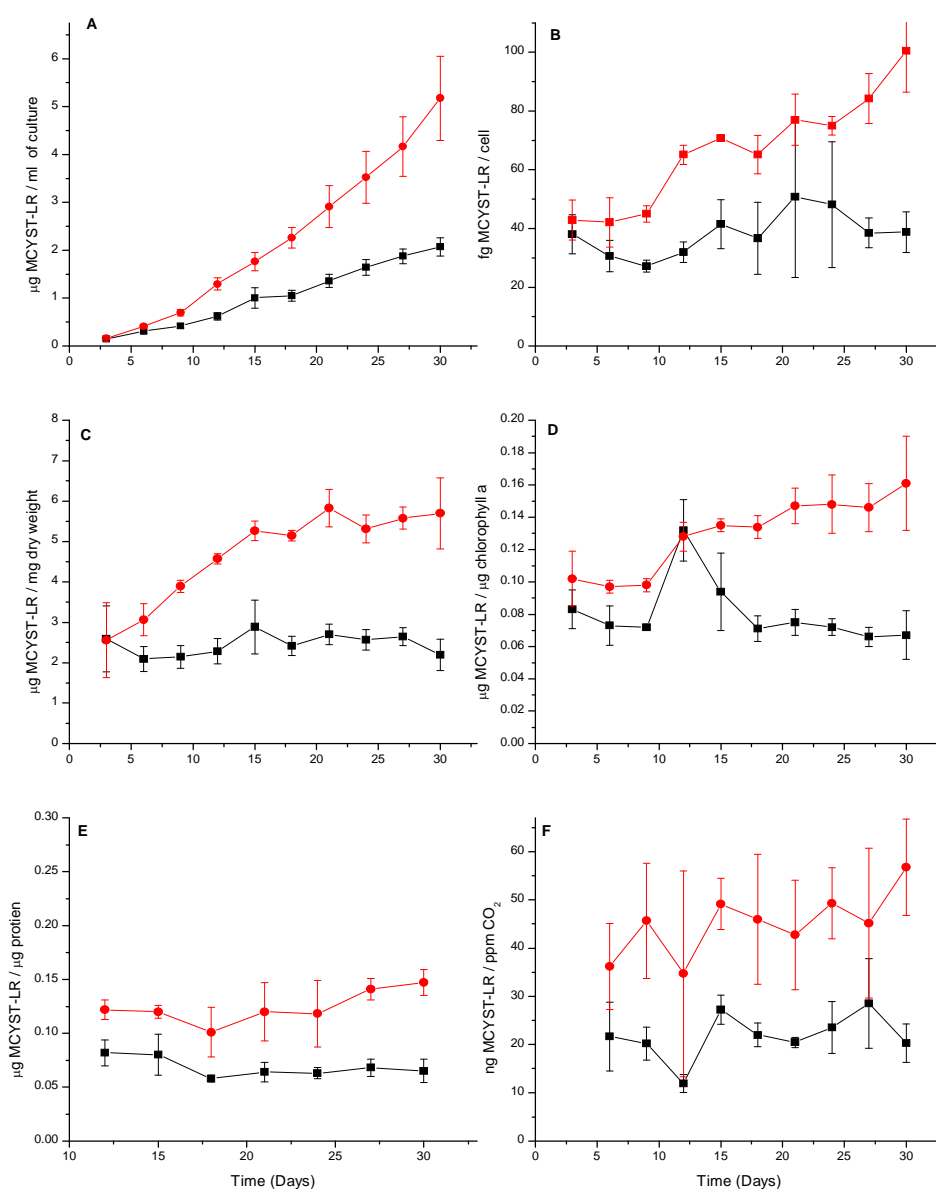 A
µg MCYST-LR / ml of culture
6
5
4
3
2
1
0
0 5 10 15 20 25 30
B
fg MCYST-LR / cell
100
80
60
40
20
0
0 5 10 15 20 25 30
C
µg MCYST-LR / mg dry weight
8
7
6
5
4
3
2
1
0
0 5 10 15 20 25 30
D
µg MCYST-LR / µg chlorophyll a
0.20
0.18
0.16
0.14
0.12
0.10
0.08
0.06
0.04
0.02
0.00
0 5 10 15 20 25 30
E
µg MCYST-LR / µg protien
0.30
0.25
0.20
0.15
0.10
0.05
0.00
10 15 20 25 30
Time (Days)
F
ng MCYST-LR / ppm CO₂
60
50
40
30
20
10
0
0 5 10 15 20 25 30
Time (Days)